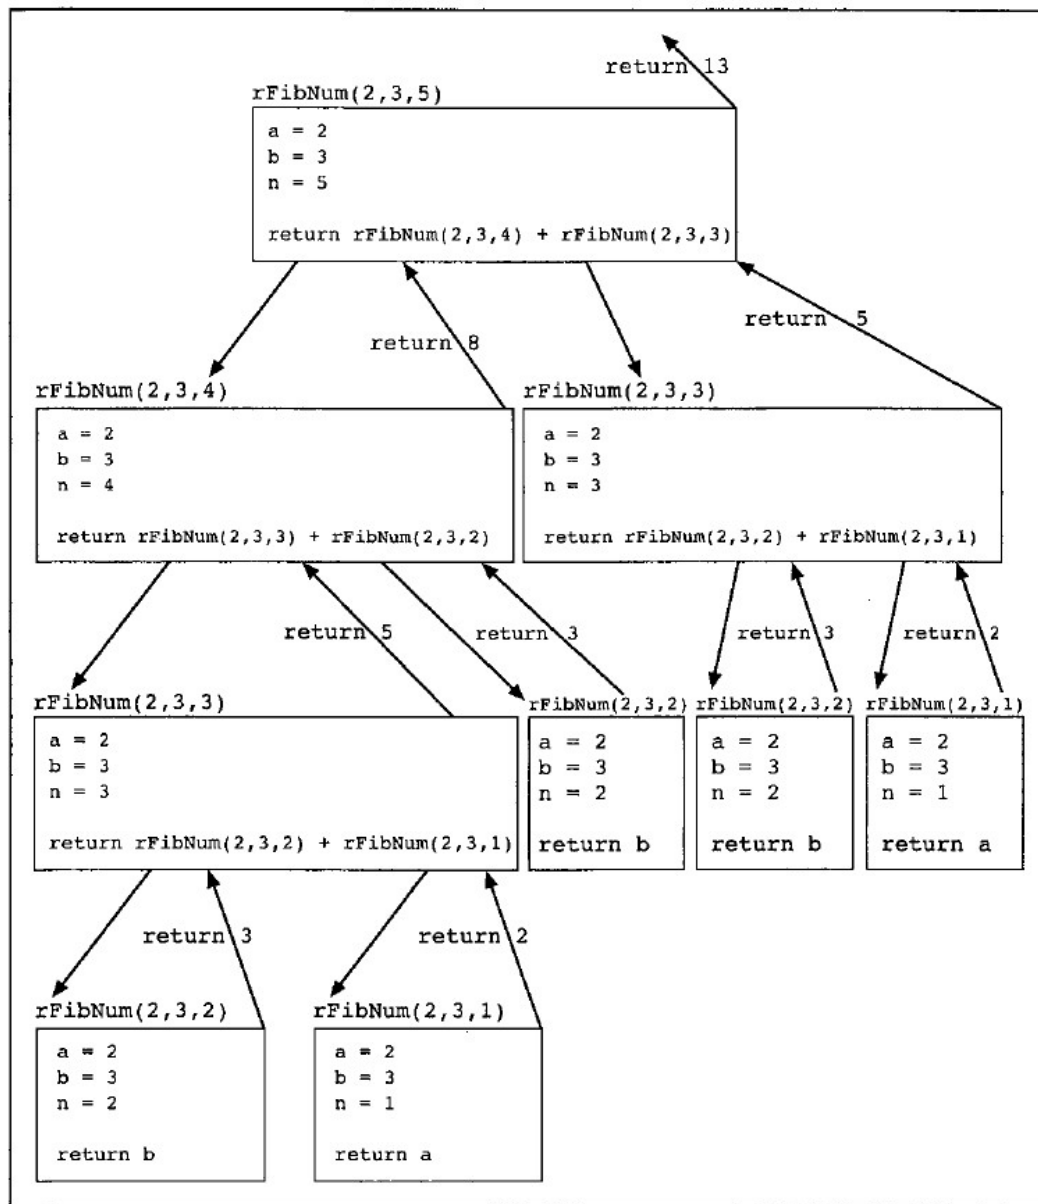 return 13
rFibNum(2,3,5)
a = 2
b = 3
n = 5
return rFibNum(2,3,4) + rFibNum(2,3,3)
return 8
return 5
rFibNum(2,3,4)
a = 2
b = 3
n = 4
return rFibNum(2,3,3) + rFibNum(2,3,2)
rFibNum(2,3,3)
a = 2
b = 3
n = 3
return rFibNum(2,3,2) + rFibNum(2,3,1)
return 5
return 3
return 3
return 2
rFibNum(2,3,3)
a = 2
b = 3
n = 3
return rFibNum(2,3,2) + rFibNum(2,3,1)
rFibNum(2,3,2)
a = 2
b = 3
n = 2
return b
rFibNum(2,3,2)
a = 2
b = 3
n = 2
return b
rFibNum(2,3,1)
a = 2
b = 3
n = 1
return a
return 3
return 2
rFibNum(2,3,2)
a = 2
b = 3
n = 2
return b
rFibNum(2,3,1)
a = 2
b = 3
n = 1
return a